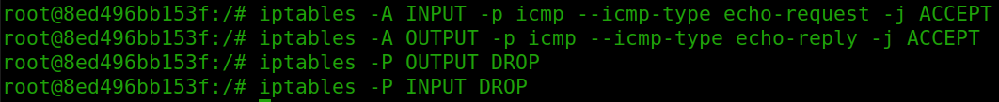 root@8ed496bb153f:/# iptables -A INPUT -p icmp --icmp-type echo-request -j ACCEPT
root@8ed496bb153f:/# iptables -A OUTPUT -p icmp --icmp-type echo-reply -j ACCEPT
root@8ed496bb153f:/# iptables -P OUTPUT DROP
root@8ed496bb153f:/# iptables -P INPUT DROP